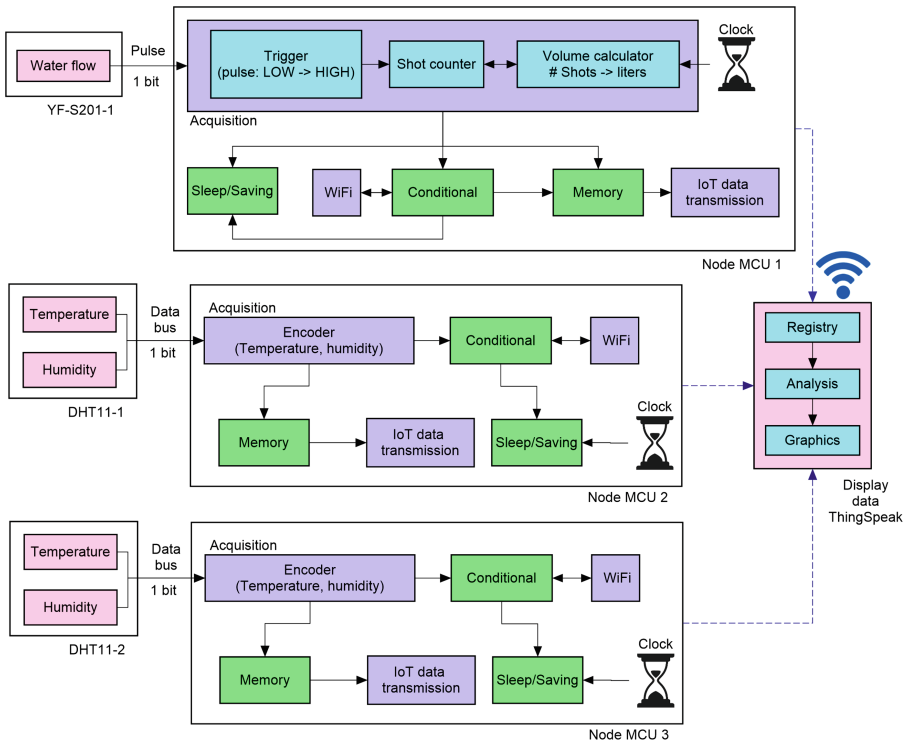 Water flow
YF-S201-1
Pulse
1 bit
Trigger
(pulse: LOW -> HIGH)
Shot counter
Volume calculator
# Shots -> liters
Clock
Acquisition
Sleep/Saving
WiFi
Conditional
Memory
IoT data
transmission
Node MCU 1
Temperature
Humidity
DHT11-1
Data
bus
1 bit
Acquisition
Encoder
(Temperature, humidity)
Conditional
WiFi
Memory
IoT data
transmission
Sleep/Saving
Clock
Node MCU 2
Registry
Analysis
Graphics
Display
data
ThingSpeak
Temperature
Humidity
DHT11-2
Data
bus
1 bit
Acquisition
Encoder
(Temperature, humidity)
Conditional
WiFi
Memory
IoT data
transmission
Sleep/Saving
Clock
Node MCU 3